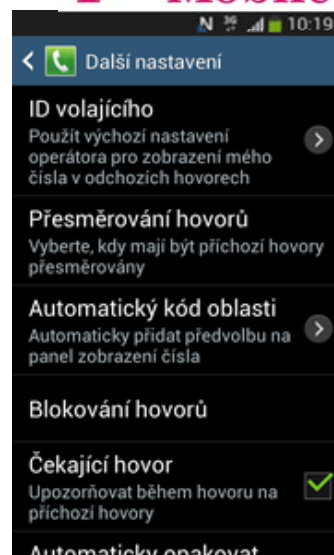 10:19
Další nastavení
ID volajícího
Použít výchozí nastavení
operátora pro zobrazení mého
čísla v odchozích hovorech
Přesměrování hovorů
Vyberte, kdy mají být příchozí hovory
přesměrovány
Automatický kód oblasti
Automaticky přidat předvolbu na
panel zobrazení čísla
Blokování hovorů
Čekající hovor
Upozorňovat během hovoru na
příchozí hovory
Automaticky opakovat